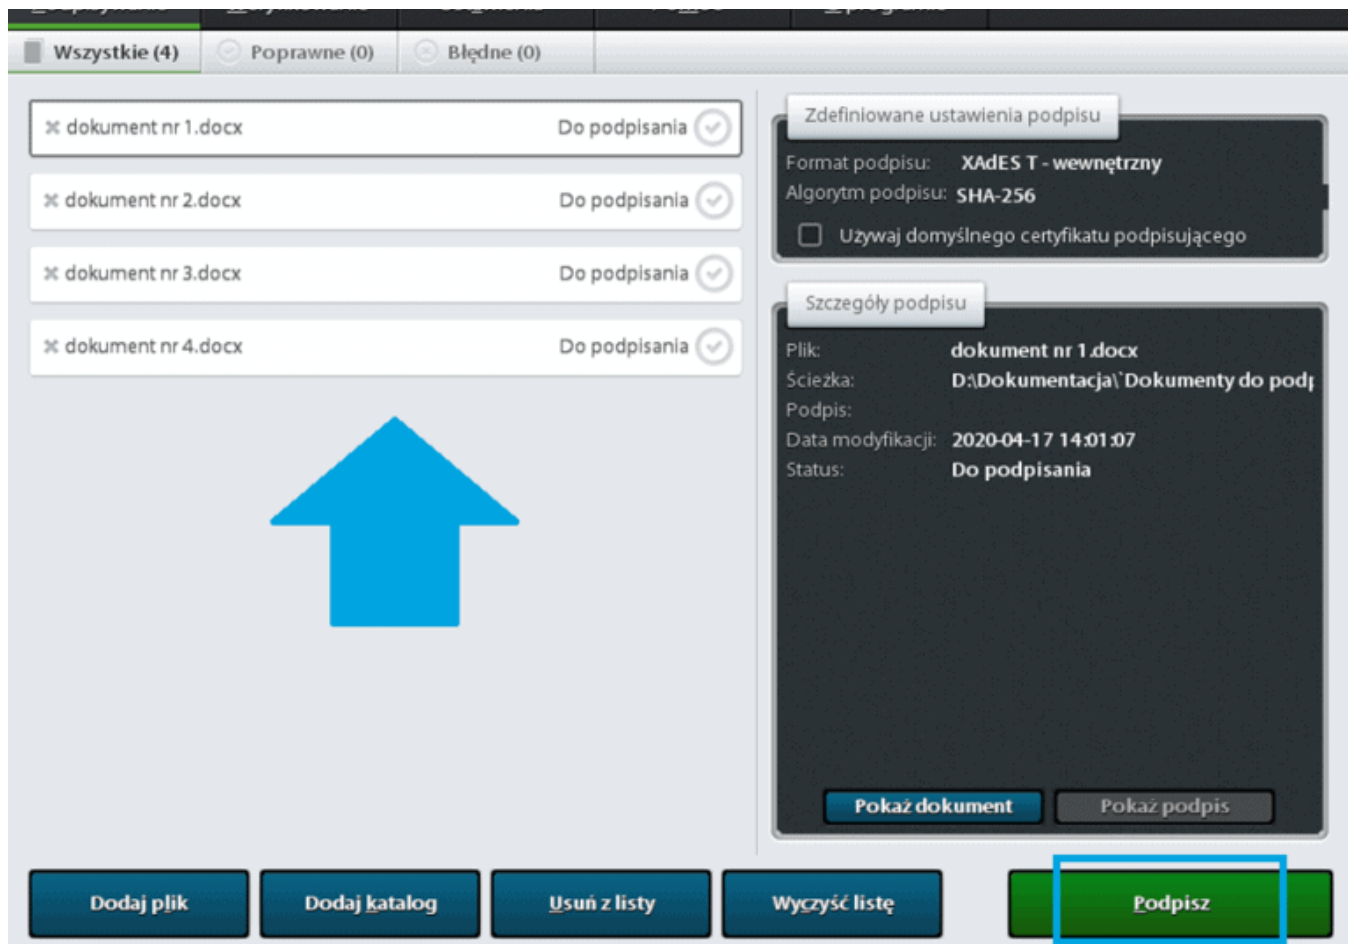 Wszystkie (4)
Poprawne (0)
Błędne (0)
dokument nr 1.docx
Do podpisania
dokument nr 2.docx
Do podpisania
dokument nr 3.docx
Do podpisania
dokument nr 4.docx
Do podpisania
Zdefiniowane ustawienia podpisu
Format podpisu: XAdES T - wewnętrzny
Algorytm podpisu: SHA-256
Używaj domyślnego certyfikatu podpisującego
Szczegóły podpisu
Plik: dokument nr 1.docx
Ścieżka: D:\Dokumentacja\`Dokumenty do podp
Podpis:
Data modyfikacji: 2020-04-17 14:01:07
Status: Do podpisania
Pokaż dokument
Pokaż podpis
Dodaj plik
Dodaj katalog
Usuń z listy
Wyczyść listę
Podpisz